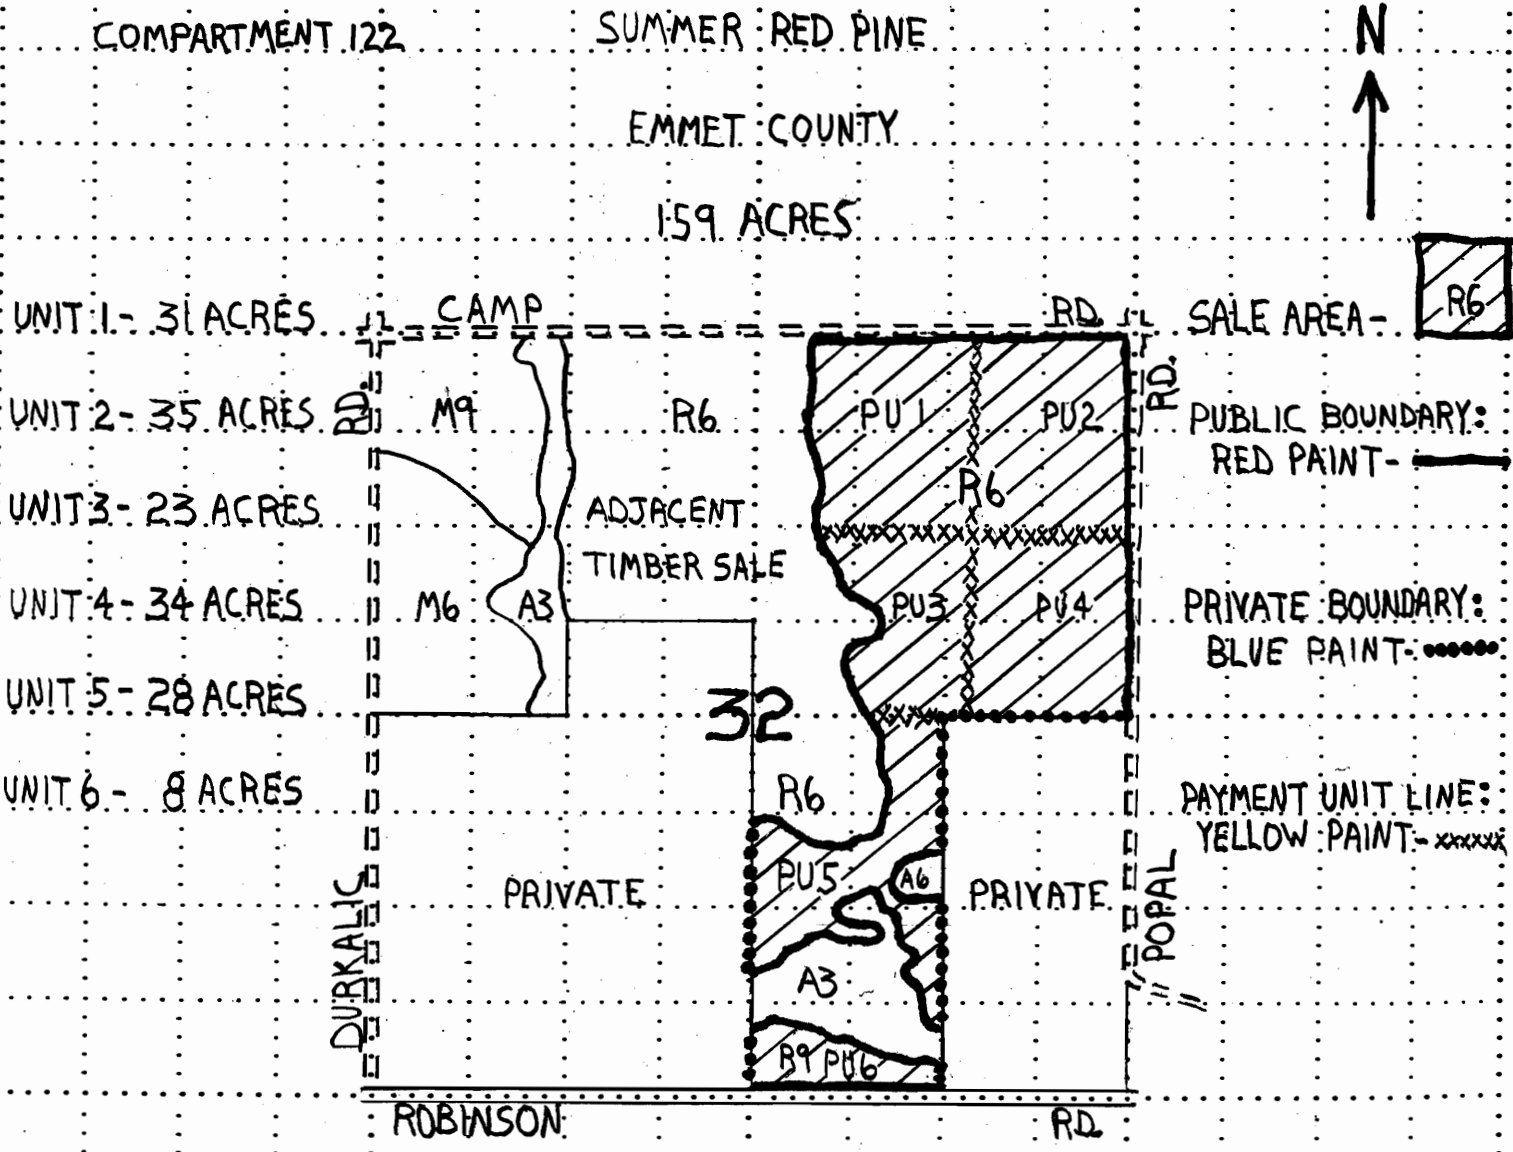 COMPARTMENT 122
SUMMER RED PINE
N
EMMET COUNTY
159 ACRES
UNIT 1 - 31 ACRES
CAMP RD.
SALE AREA -
R6
UNIT 2 - 35 ACRES
RD.
M9
R6
PU 1
PU2
RD.
PUBLIC BOUNDARY:
RED PAINT -
R6
UNIT 3 - 23 ACRES
ADJACENT
TIMBER SALE
UNIT 4 - 34 ACRES
M6
A3
PU3
PU4
PRIVATE BOUNDARY:
BLUE PAINT -
UNIT 5 - 28 ACRES
32
UNIT 6 - 8 ACRES
R6
PAYMENT UNIT LINE:
YELLOW PAINT -
DURKALIC
PRIVATE
PU5
A6
PRIVATE
POPAL
A3
R9 PU6
ROBINSON RD.